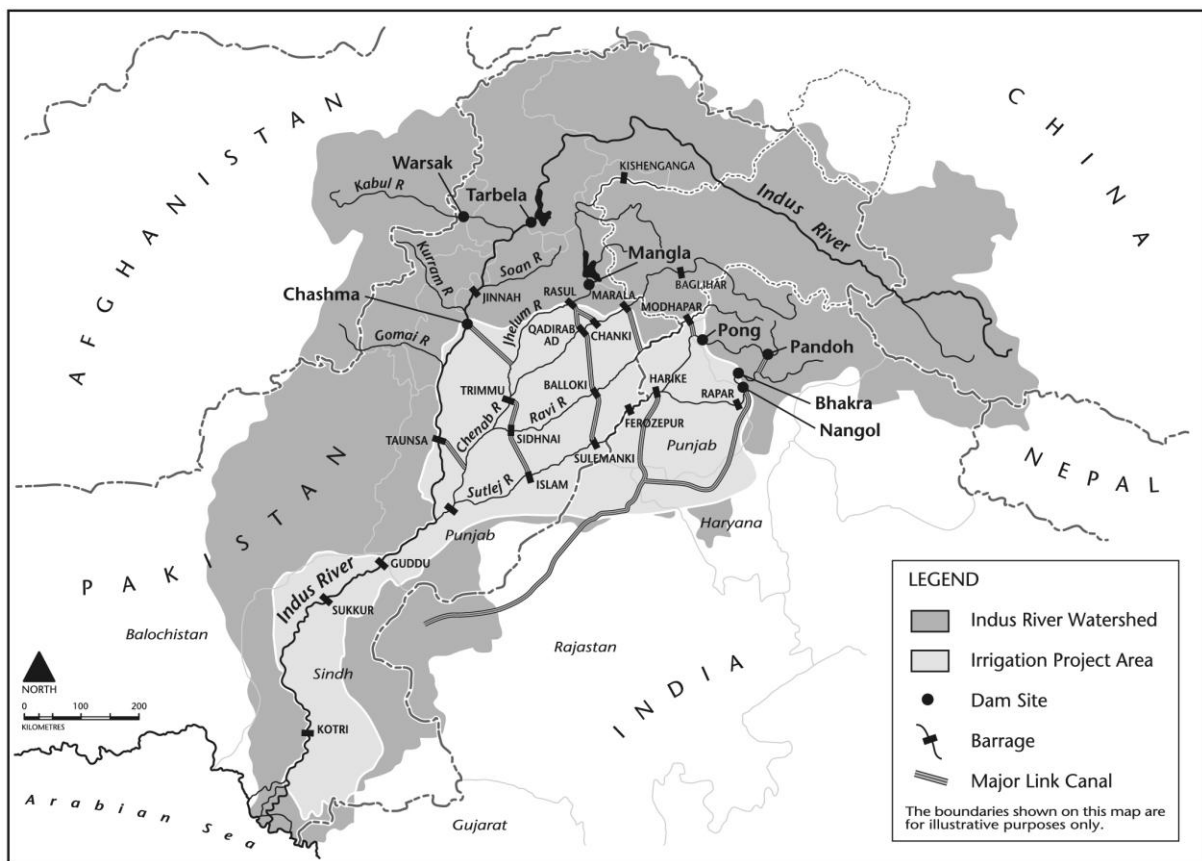 AFGHANISTAN
CHINA
KISHENGANGA
Warsak
Kabul R
Tarbela
Indus River
Kurram R
Soan R
Mangla
JINNAH
BAGLIHAR
Chashma
RASUL
MARALA
MODHAPAR
Jhelum R
QADIRAB
AD
CHANKI
Pong
Gomai R
Pandoh
TRIMMU
BALLOKI
HARIKE
RAPAR
Bhakra
Nangol
Chenab R
Ravi R
FEROZEPUR
TAUNSA
SIDHNAI
SULEMANKI
Punjab
NEPAL
Sutlej R
ISLAM
Haryana
Punjab
PAKISTAN
GUDDU
Indus River
SUKKUR
Balochistan
Rajastan
INDIA
Sindh
NORTH
0 100 200
KILOMETRES
KOTRI
Arabian Sea
Gujarat
LEGEND
Indus River Watershed
Irrigation Project Area
Dam Site
Barrage
Major Link Canal
The boundaries shown on this map are
for illustrative purposes only.